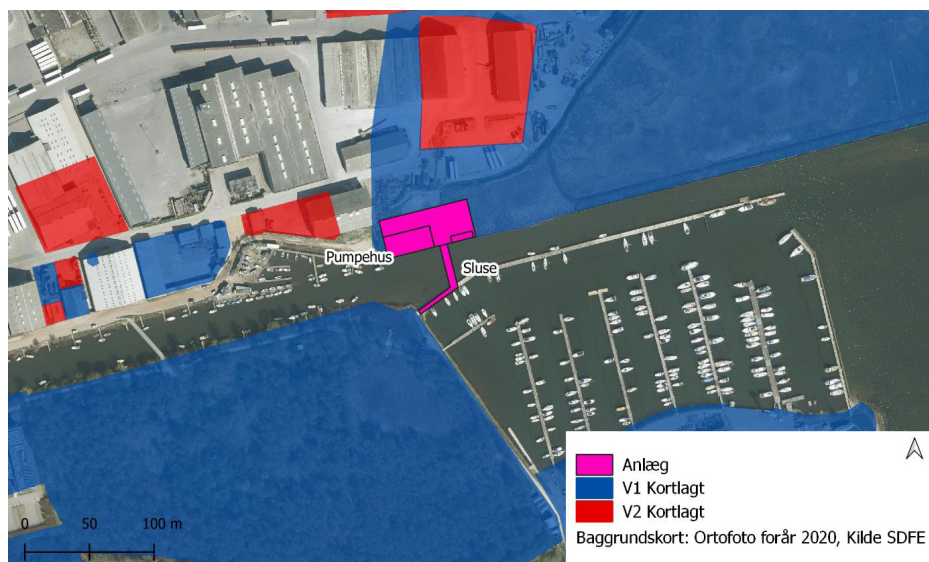 Pumpehus
Sluse
0 50 100 m
Anlæg
V1 Kortlagt
V2 Kortlagt
Baggrundskort: Ortofoto forår 2020, Kilde SDFE